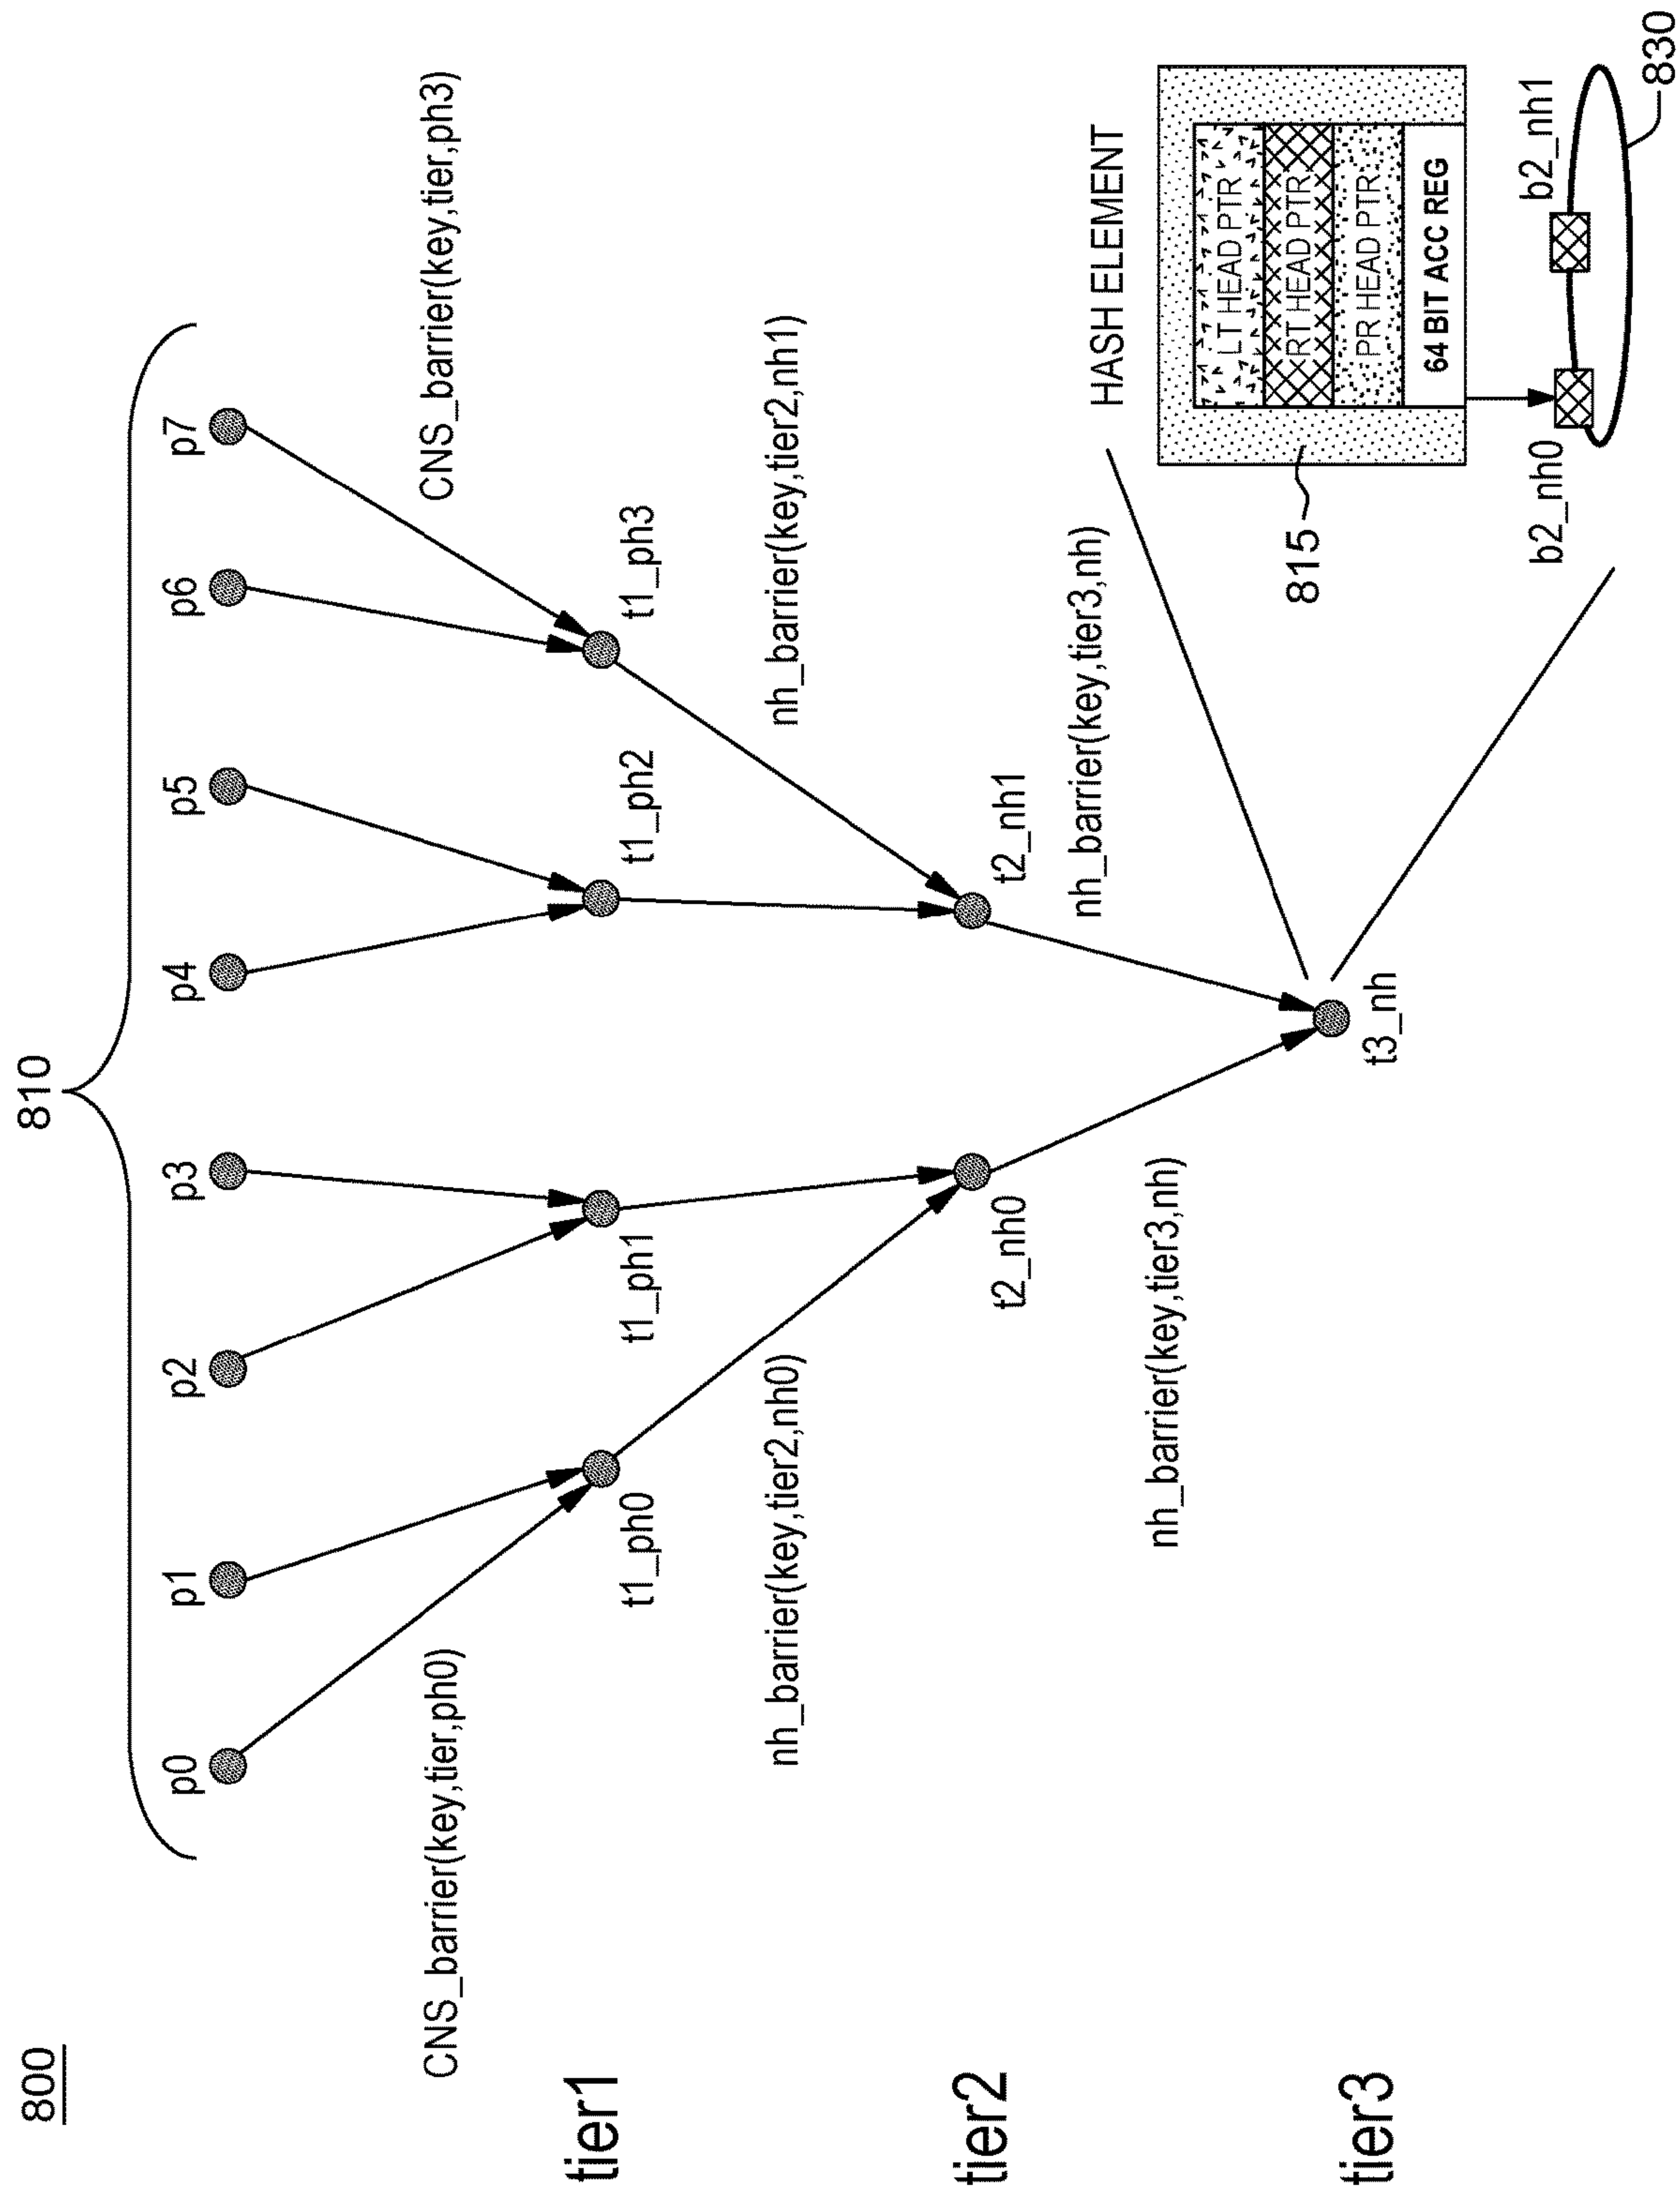 800
810
p0 p1 p2 p3 p4 p5 p6 p7
CNS_barrier(key,tier,ph0)
CNS_barrier(key,tier,ph3)
tier1
t1_ph0
t1_ph1
t1_ph2
t1_ph3
nh_barrier(key,tier2,nh0)
nh_barrier(key,tier2,nh1)
tier2
t2_nh0
t2_nh1
nh_barrier(key,tier3,nh)
nh_barrier(key,tier3,nh)
tier3
t3_nh
HASH ELEMENT
815
LT HEAD PTR
RT HEAD PTR
PR HEAD PTR
64 BIT ACC REG
b2_nh0
b2_nh1
830